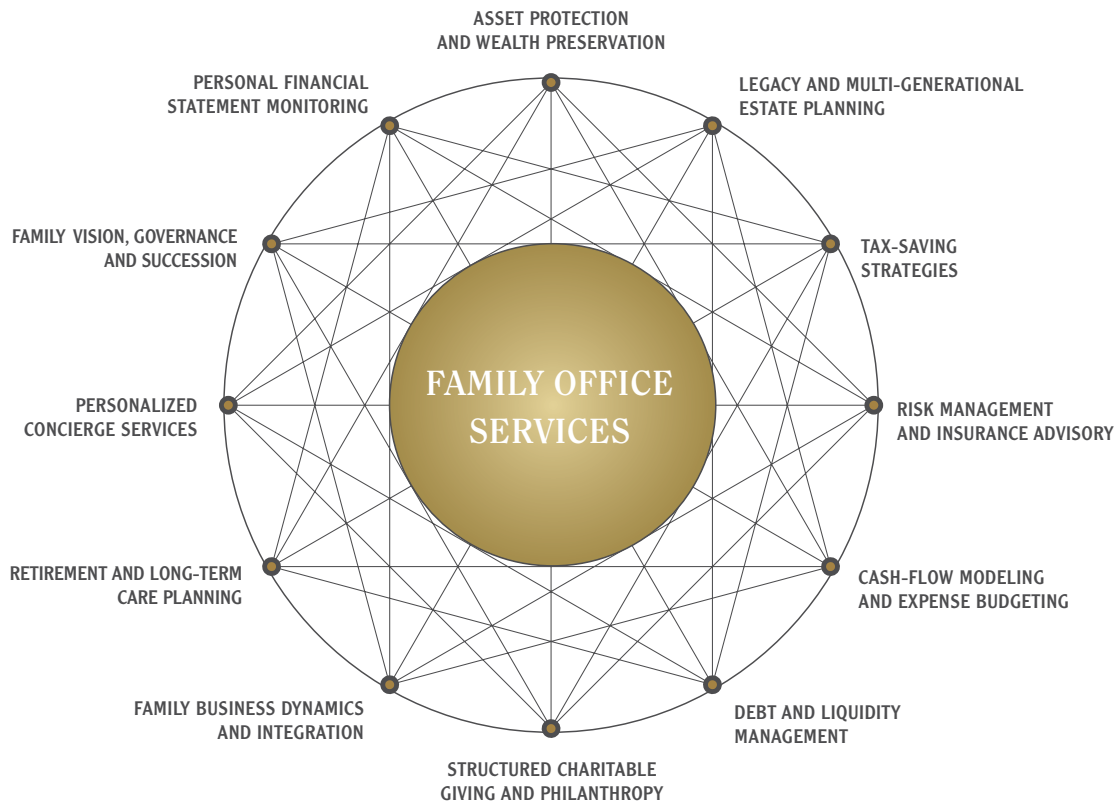 ASSET PROTECTION
AND WEALTH PRESERVATION
PERSONAL FINANCIAL
STATEMENT MONITORING
LEGACY AND MULTI-GENERATIONAL
ESTATE PLANNING
FAMILY VISION, GOVERNANCE
AND SUCCESSION
TAX-SAVING
STRATEGIES
FAMILY OFFICE
SERVICES
PERSONALIZED
CONCIERGE SERVICES
RISK MANAGEMENT
AND INSURANCE ADVISORY
RETIREMENT AND LONG-TERM
CARE PLANNING
CASH-FLOW MODELING
AND EXPENSE BUDGETING
FAMILY BUSINESS DYNAMICS
AND INTEGRATION
DEBT AND LIQUIDITY
MANAGEMENT
STRUCTURED CHARITABLE
GIVING AND PHILANTHROPY